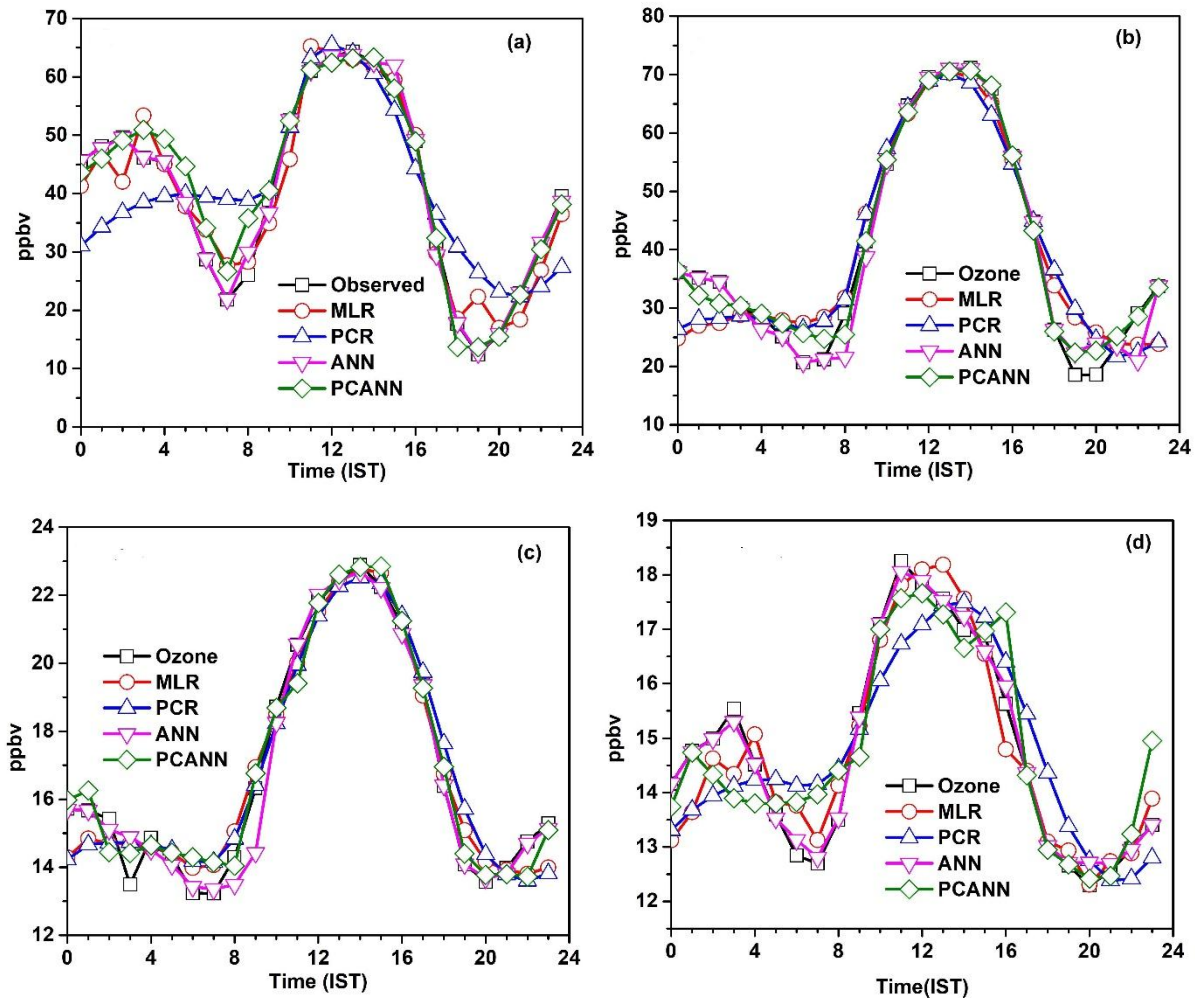 (a)
70
60
50
40
30
20
10
0
ppbv
Observed
MLR
PCR
ANN
PCANN
0 4 8 12 16 20 24
Time (IST)
(b)
80
70
60
50
40
30
20
10
ppbv
Ozone
MLR
PCR
ANN
PCANN
0 4 8 12 16 20 24
Time (IST)
(c)
24
22
20
18
16
14
12
ppbv
Ozone
MLR
PCR
ANN
PCANN
0 4 8 12 16 20 24
Time (IST)
(d)
19
18
17
16
15
14
13
12
ppbv
Ozone
MLR
PCR
ANN
PCANN
0 4 8 12 16 20 24
Time(IST)